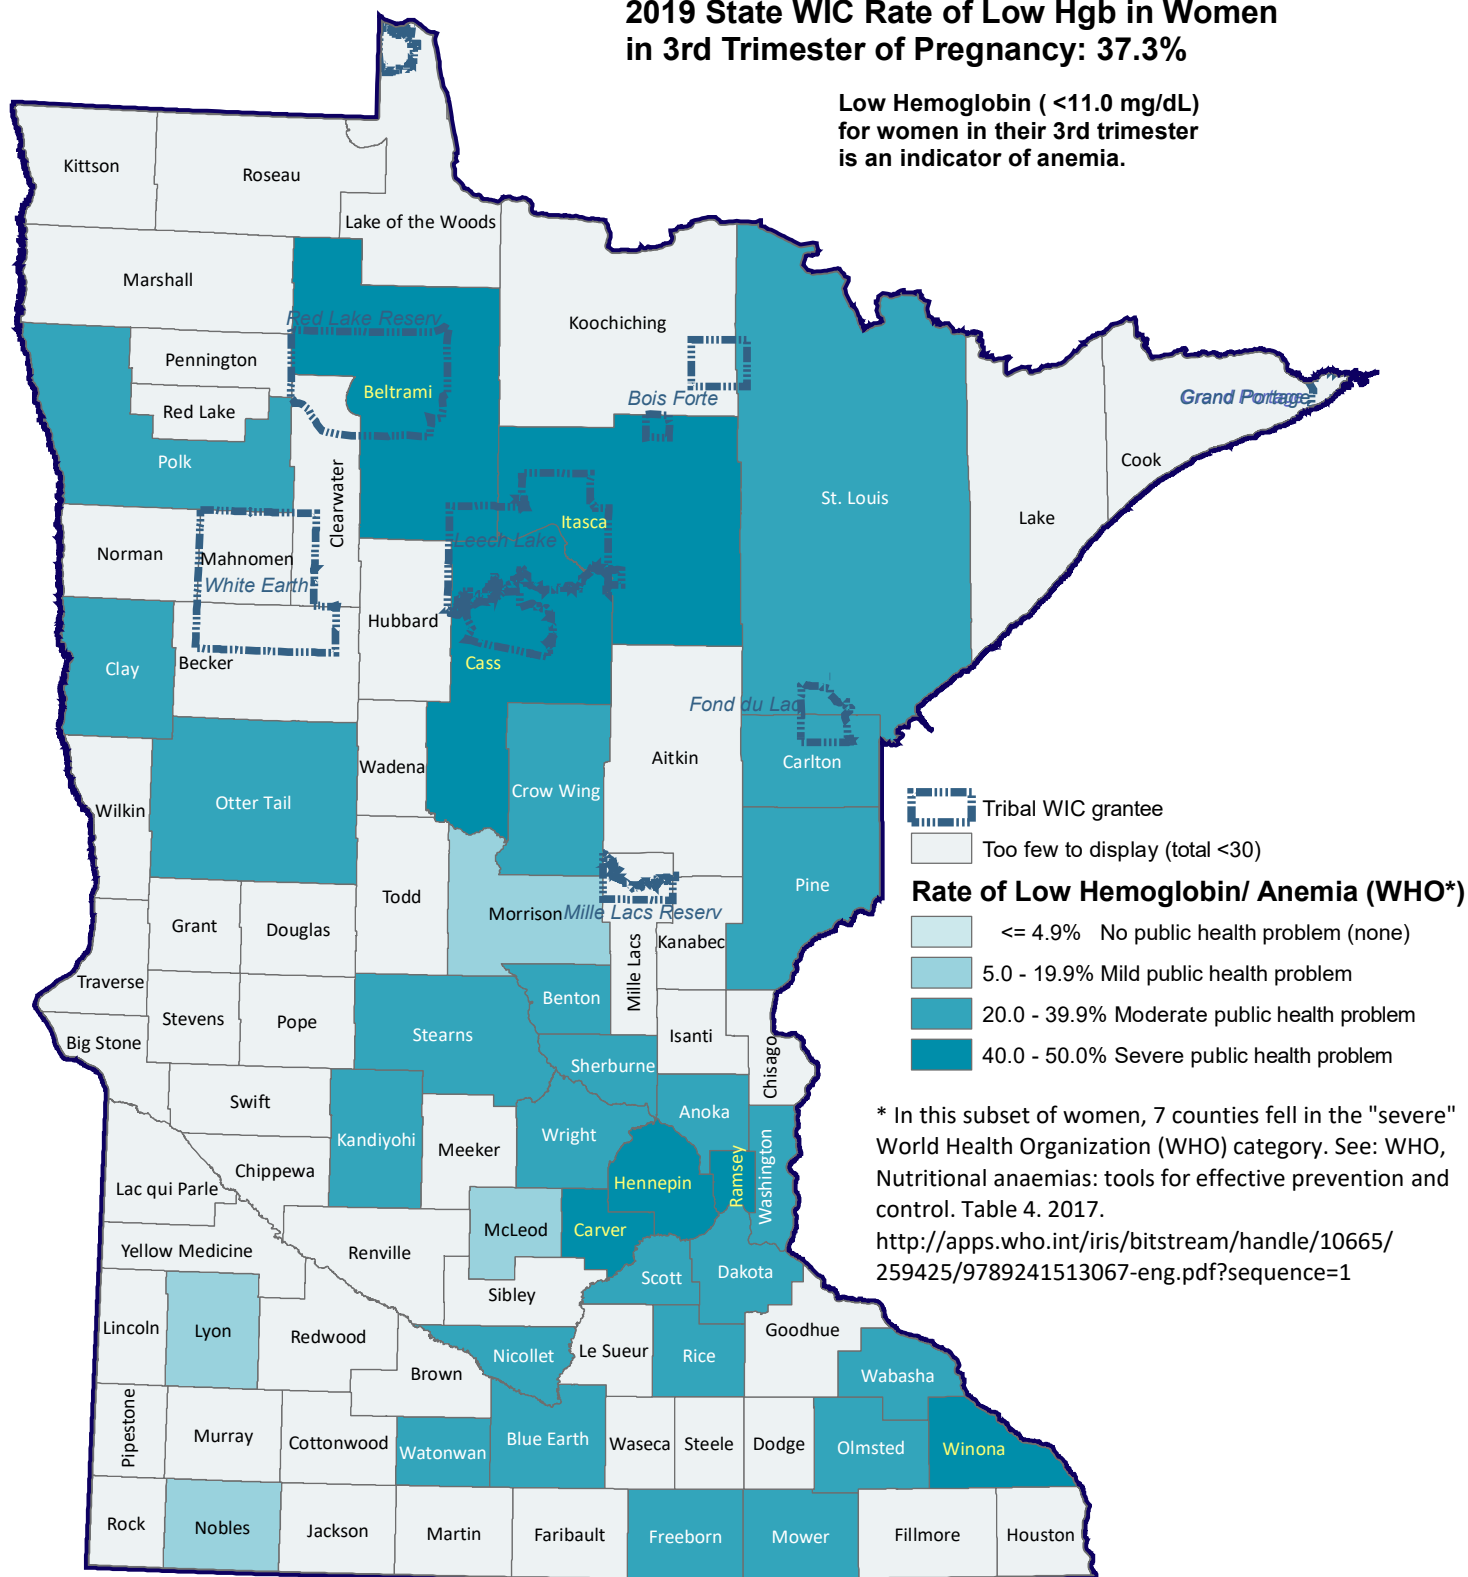 2019 State WIC Rate of Low Hgb in Women
in 3rd Trimester of Pregnancy: 37.3%
Low Hemoglobin ( <11.0 mg/dL)
for women in their 3rd trimester
is an indicator of anemia.
Kittson
Roseau
Lake of the Woods
Marshall
Red Lake Reserv
Koochiching
Pennington
Beltrami
Red Lake
Bois Forte
Grand Portage
Polk
Clearwater
Cook
St. Louis
Lake
Itasca
Leech Lake
Norman
Mahnomen
White Earth
Hubbard
Clay
Becker
Cass
Fond du Lac
Aitkin
Carlton
Wadena
Crow Wing
Otter Tail
Wilkin
Tribal WIC grantee
Too few to display (total <30)
Rate of Low Hemoglobin/ Anemia (WHO*)
<= 4.9% No public health problem (none)
5.0 - 19.9% Mild public health problem
20.0 - 39.9% Moderate public health problem
40.0 - 50.0% Severe public health problem
* In this subset of women, 7 counties fell in the "severe"
World Health Organization (WHO) category. See: WHO,
Nutritional anaemias: tools for effective prevention and
control. Table 4. 2017.
http://apps.who.int/iris/bitstream/handle/10665/
259425/9789241513067-eng.pdf?sequence=1
Pine
Todd
Morrison
Mille Lacs Reserv
Grant
Douglas
Kanabec
Mille Lacs
Traverse
Stevens
Pope
Benton
Big Stone
Stearns
Isanti
Sherburne
Chisago
Swift
Anoka
Kandiyohi
Wright
Meeker
Chippewa
Washington
Ramsey
Hennepin
Lac qui Parle
Carver
McLeod
Yellow Medicine
Renville
Scott
Dakota
Sibley
Lincoln
Lyon
Redwood
Goodhue
Le Sueur
Nicollet
Rice
Brown
Wabasha
Pipestone
Murray
Cottonwood
Watonwan
Blue Earth
Waseca
Steele
Dodge
Olmsted
Winona
Rock
Nobles
Jackson
Martin
Faribault
Freeborn
Mower
Fillmore
Houston